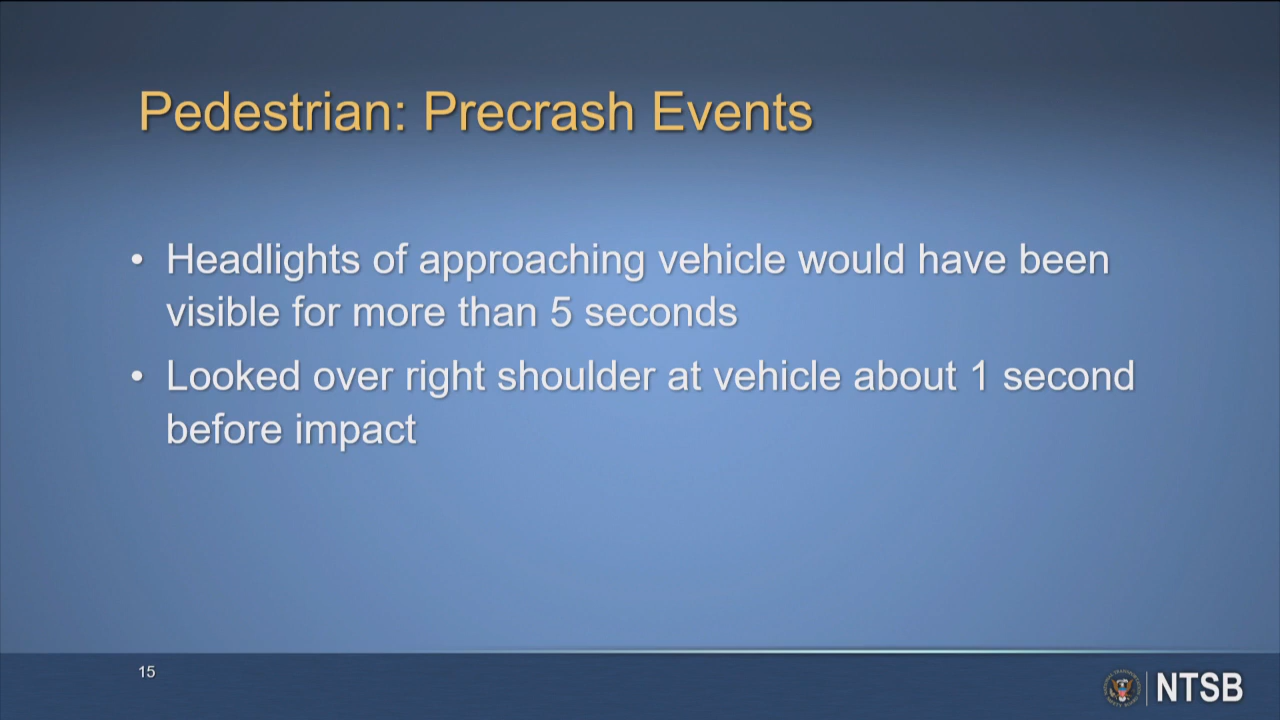 Pedestrian: Precrash Events
• Headlights of approaching vehicle would have been
visible for more than 5 seconds
• Looked over right shoulder at vehicle about 1 second
before impact
15
NTSB